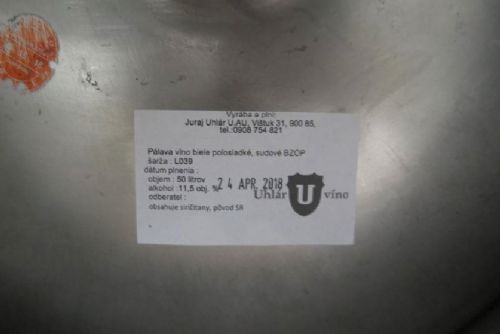 Vyrába a plní:
Juraj Uhlár U.AU, Vištuk 31, 900 85,
tel.:0908 754 821
Pálava víno biele polosladké, sudové BZOP
šarža : L039
dátum plnenia :
24 APR 2018
objem : 50 litrov
alkohol : 11,5 obj. %
odberatel :
obsahuje siričitany, pôvod SR
Uhlár U víno